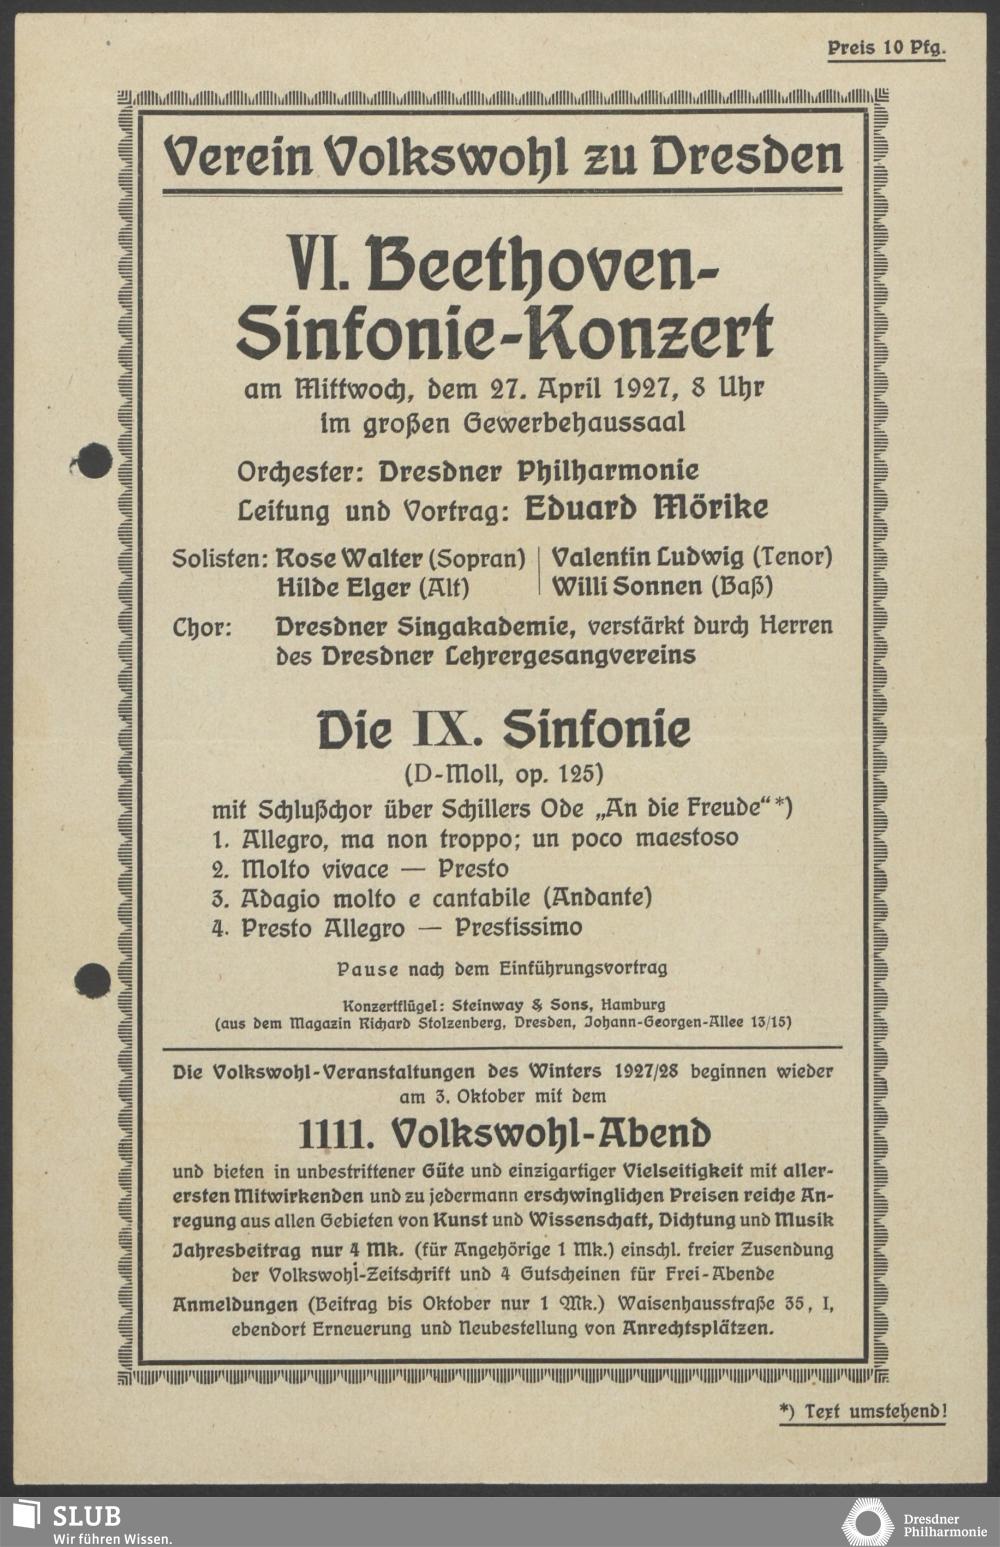 Preis 10 Pfg.
Verein Volkswohl zu Dresden
VI. Beethoven-
Sinfonie-Konzert
am Mittwoch, dem 27. April 1927, 8 Uhr
im großen Gewerbehaussaal
Orchester: Dresdner Philharmonie
Leitung und Vortrag: Eduard Mörike
Solisten: Rose Walter (Sopran) | Valentin Ludwig (Tenor)
Hilde Elger (Alt) | Willi Sonnen (Baß)
Chor: Dresdner Singakademie, verstärkt durch Herren
des Dresdner Lehrergesangvereins
Die IX. Sinfonie
(D-Moll, op. 125)
mit Schlußchor über Schillers Ode „An die Freude“*)
1. Allegro, ma non troppo; un poco maestoso
2. Molto vivace — Presto
3. Adagio molto e cantabile (Andante)
4. Presto Allegro — Prestissimo
Pause nach dem Einführungsvortrag
Konzertflügel: Steinway & Sons, Hamburg
(aus dem Magazin Richard Stolzenberg, Dresden, Johann-Georgen-Allee 13/15)
Die Volkswohl-Veranstaltungen des Winters 1927/28 beginnen wieder
am 3. Oktober mit dem
1111. Volkswohl-Abend
und bieten in unbestrittener Güte und einzigartiger Vielseitigkeit mit aller-
ersten Mitwirkenden und zu jedermann erschwinglichen Preisen reiche An-
regung aus allen Gebieten von Kunst und Wissenschaft, Dichtung und Musik
Jahresbeitrag nur 4 Mk. (für Angehörige 1 Mk.) einschl. freier Zusendung
der Volkswohl-Zeitschrift und 4 Gutscheinen für Frei-Abende
Anmeldungen (Beitrag bis Oktober nur 1 Mk.) Waisenhausstraße 35, I,
ebendort Erneuerung und Neubestellung von Anrechtsplätzen.
*) Text umstehend!
SLUB
Wir führen Wissen.
Dresdner
Philharmonie